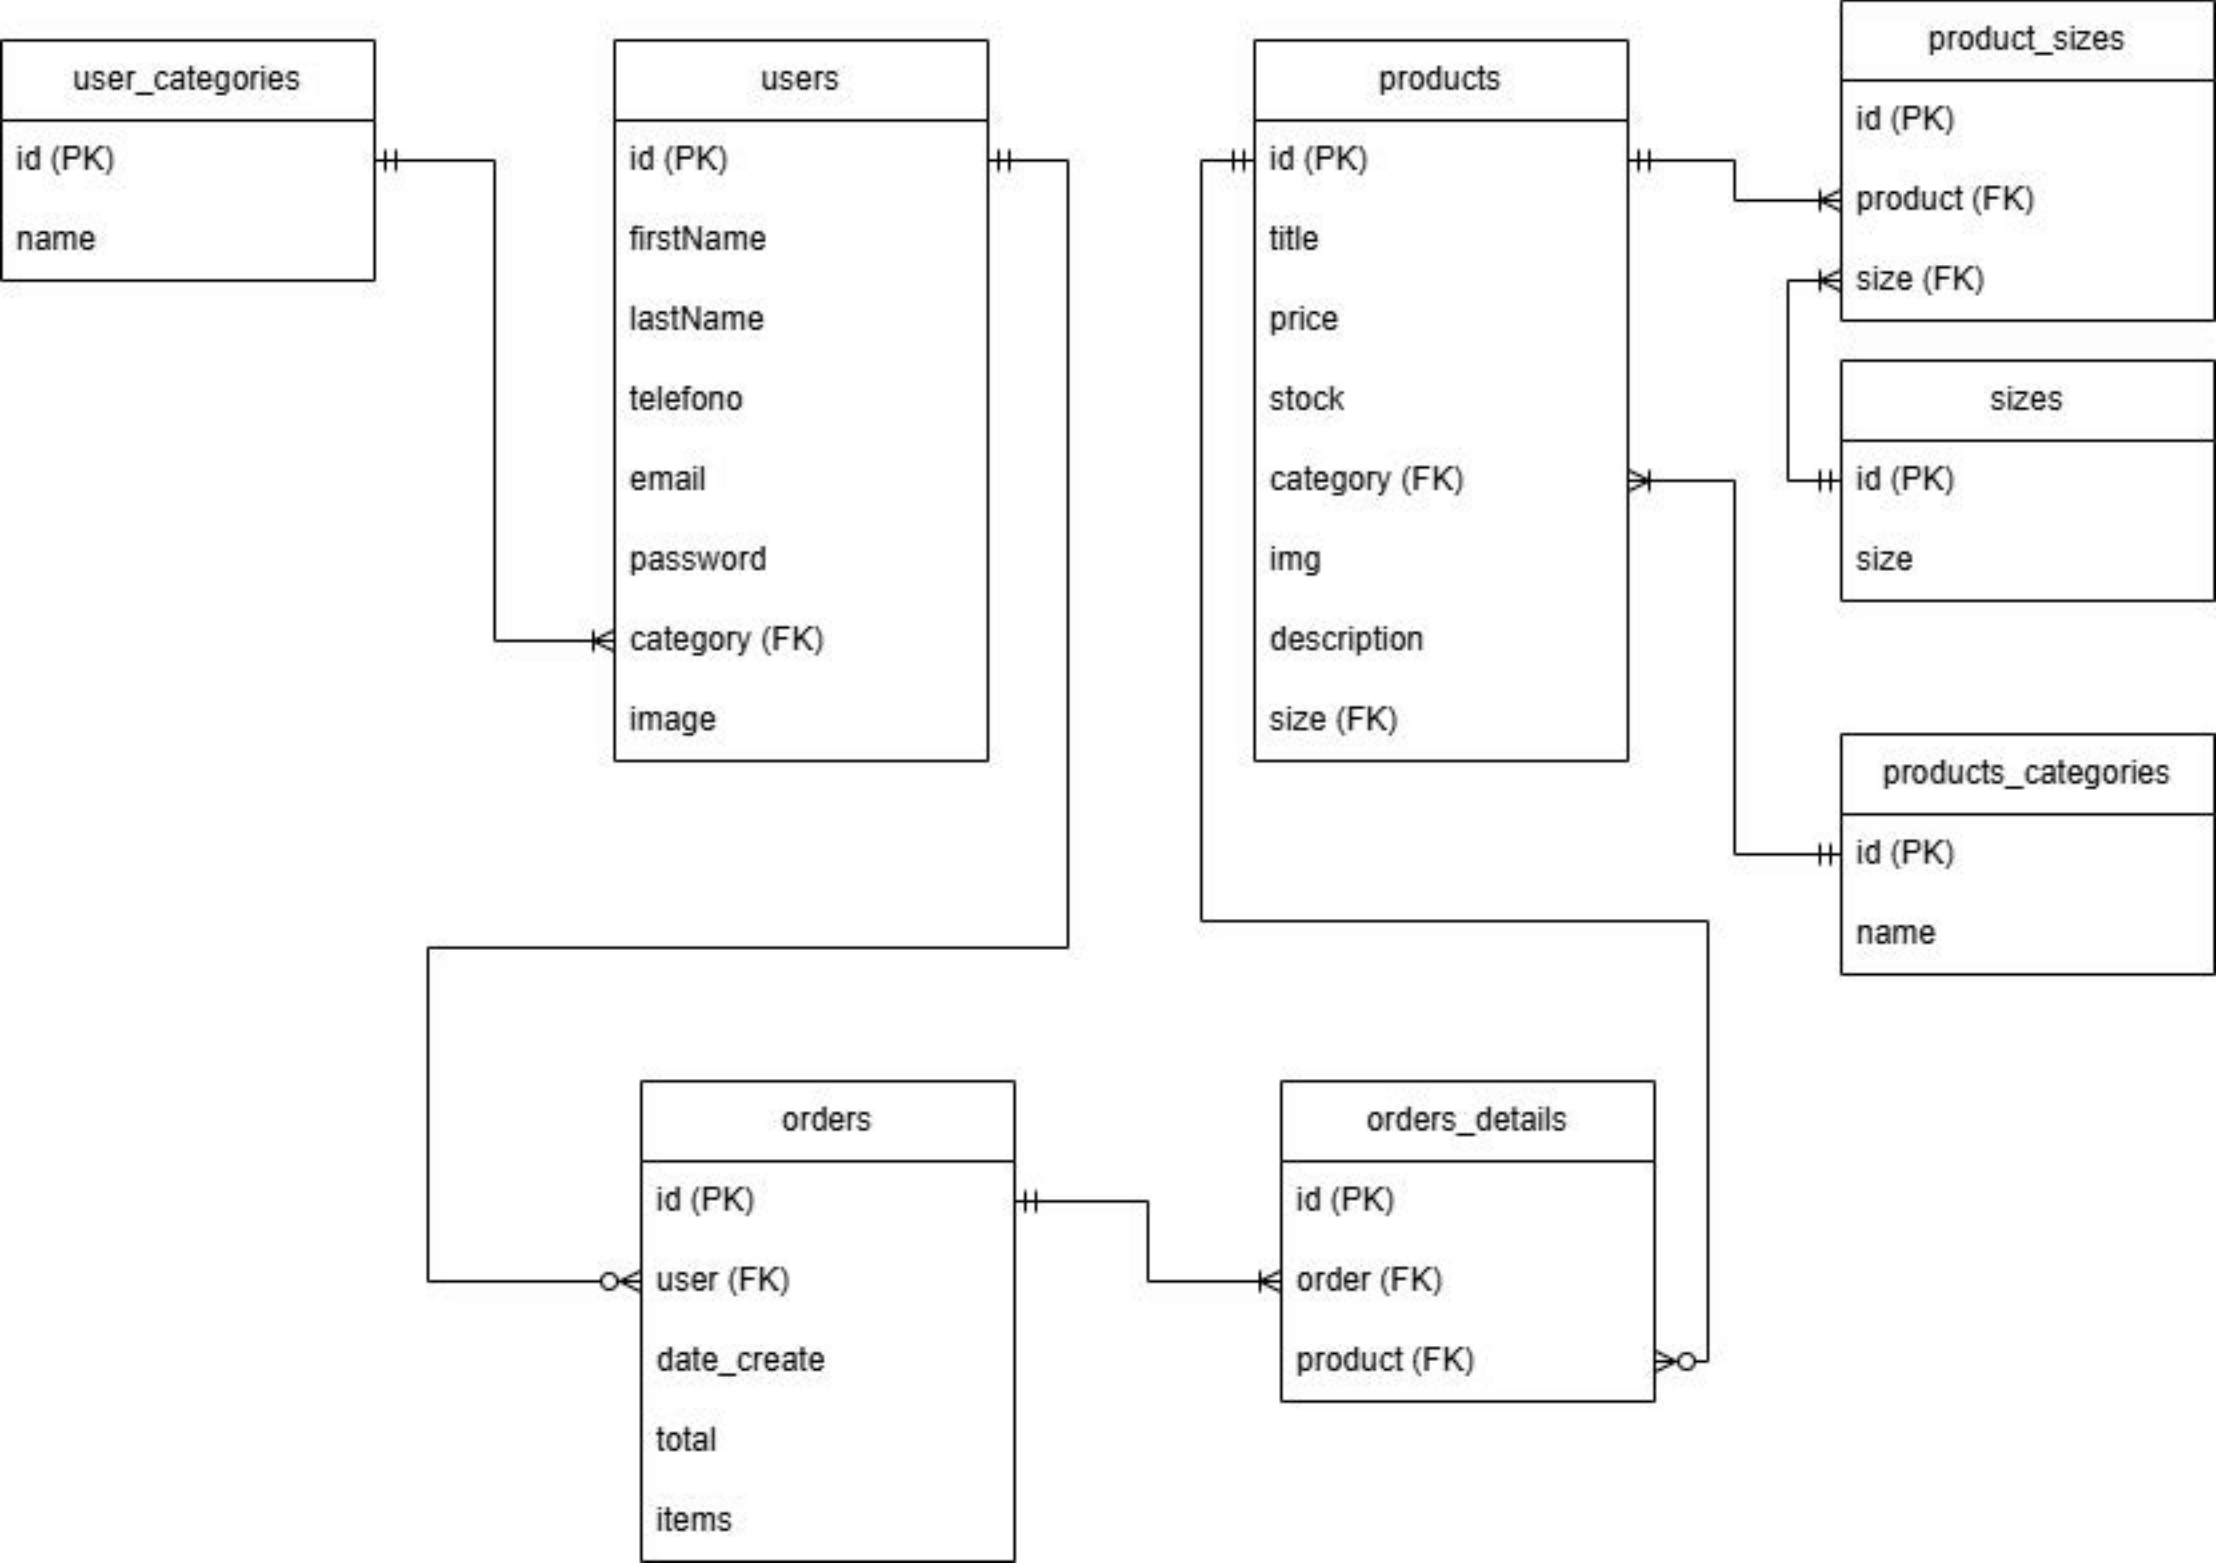 user_categories
id (PK)
name
users
id (PK)
firstName
lastName
telefono
email
password
category (FK)
image
products
id (PK)
title
price
stock
category (FK)
img
description
size (FK)
product_sizes
id (PK)
product (FK)
size (FK)
sizes
id (PK)
size
products_categories
id (PK)
name
orders
id (PK)
user (FK)
date_create
total
items
orders_details
id (PK)
order (FK)
product (FK)